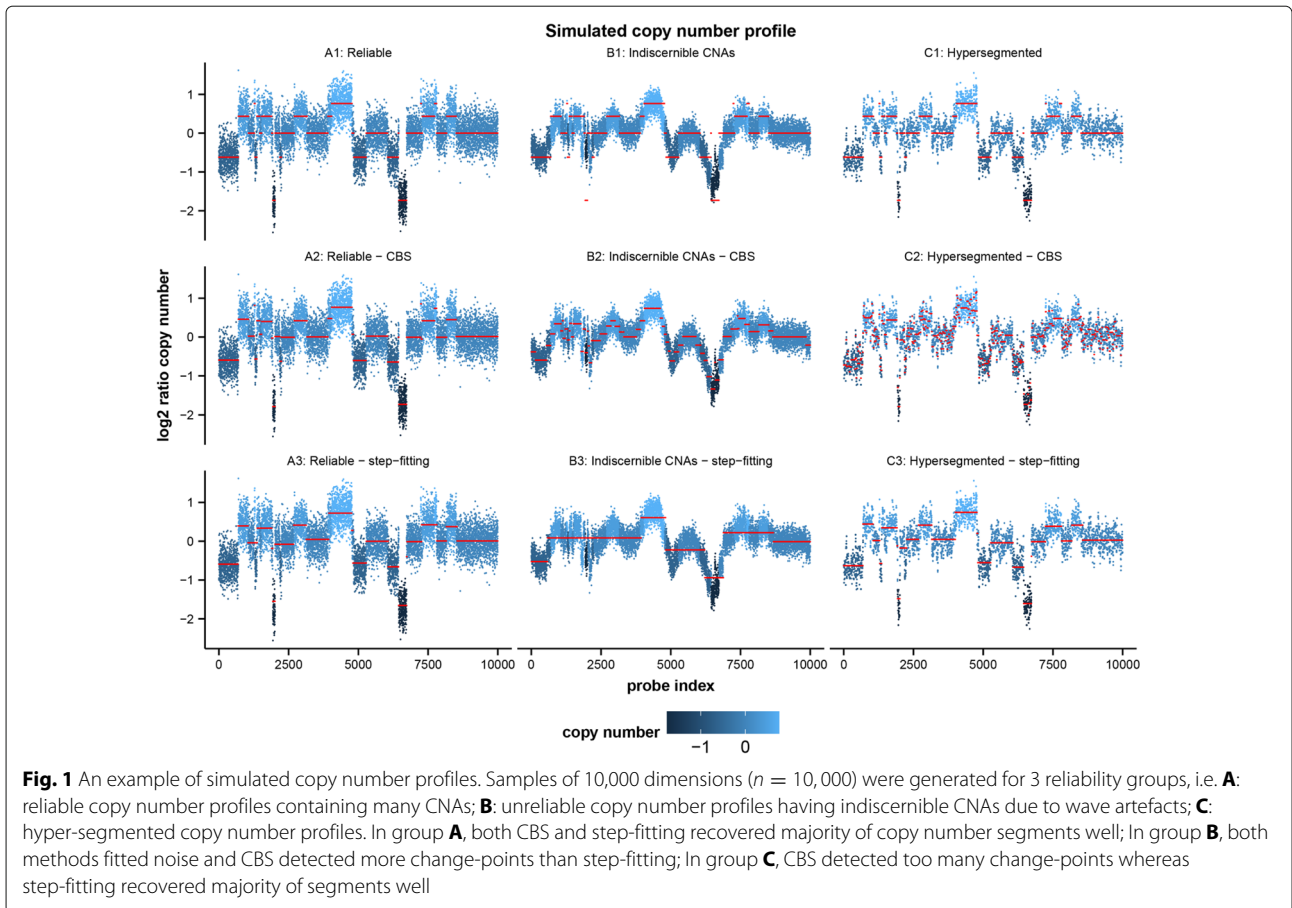 Simulated copy number profile
A1: Reliable
B1: Indiscernible CNAs
C1: Hypersegmented
1
0
−1
−2
A2: Reliable − CBS
B2: Indiscernible CNAs − CBS
C2: Hypersegmented − CBS
log2 ratio copy number
1
0
−1
−2
A3: Reliable − step−fitting
B3: Indiscernible CNAs − step−fitting
C3: Hypersegmented − step−fitting
1
0
−1
−2
0 2500 5000 7500 10000 0 2500 5000 7500 10000 0 2500 5000 7500 10000
probe index
copy number
−1 0
Fig. 1 An example of simulated copy number profiles. Samples of 10,000 dimensions (n = 10, 000) were generated for 3 reliability groups, i.e. A:
reliable copy number profiles containing many CNAs; B: unreliable copy number profiles having indiscernible CNAs due to wave artefacts; C:
hyper-segmented copy number profiles. In group A, both CBS and step-fitting recovered majority of copy number segments well; In group B, both
methods fitted noise and CBS detected more change-points than step-fitting; In group C, CBS detected too many change-points whereas
step-fitting recovered majority of segments well